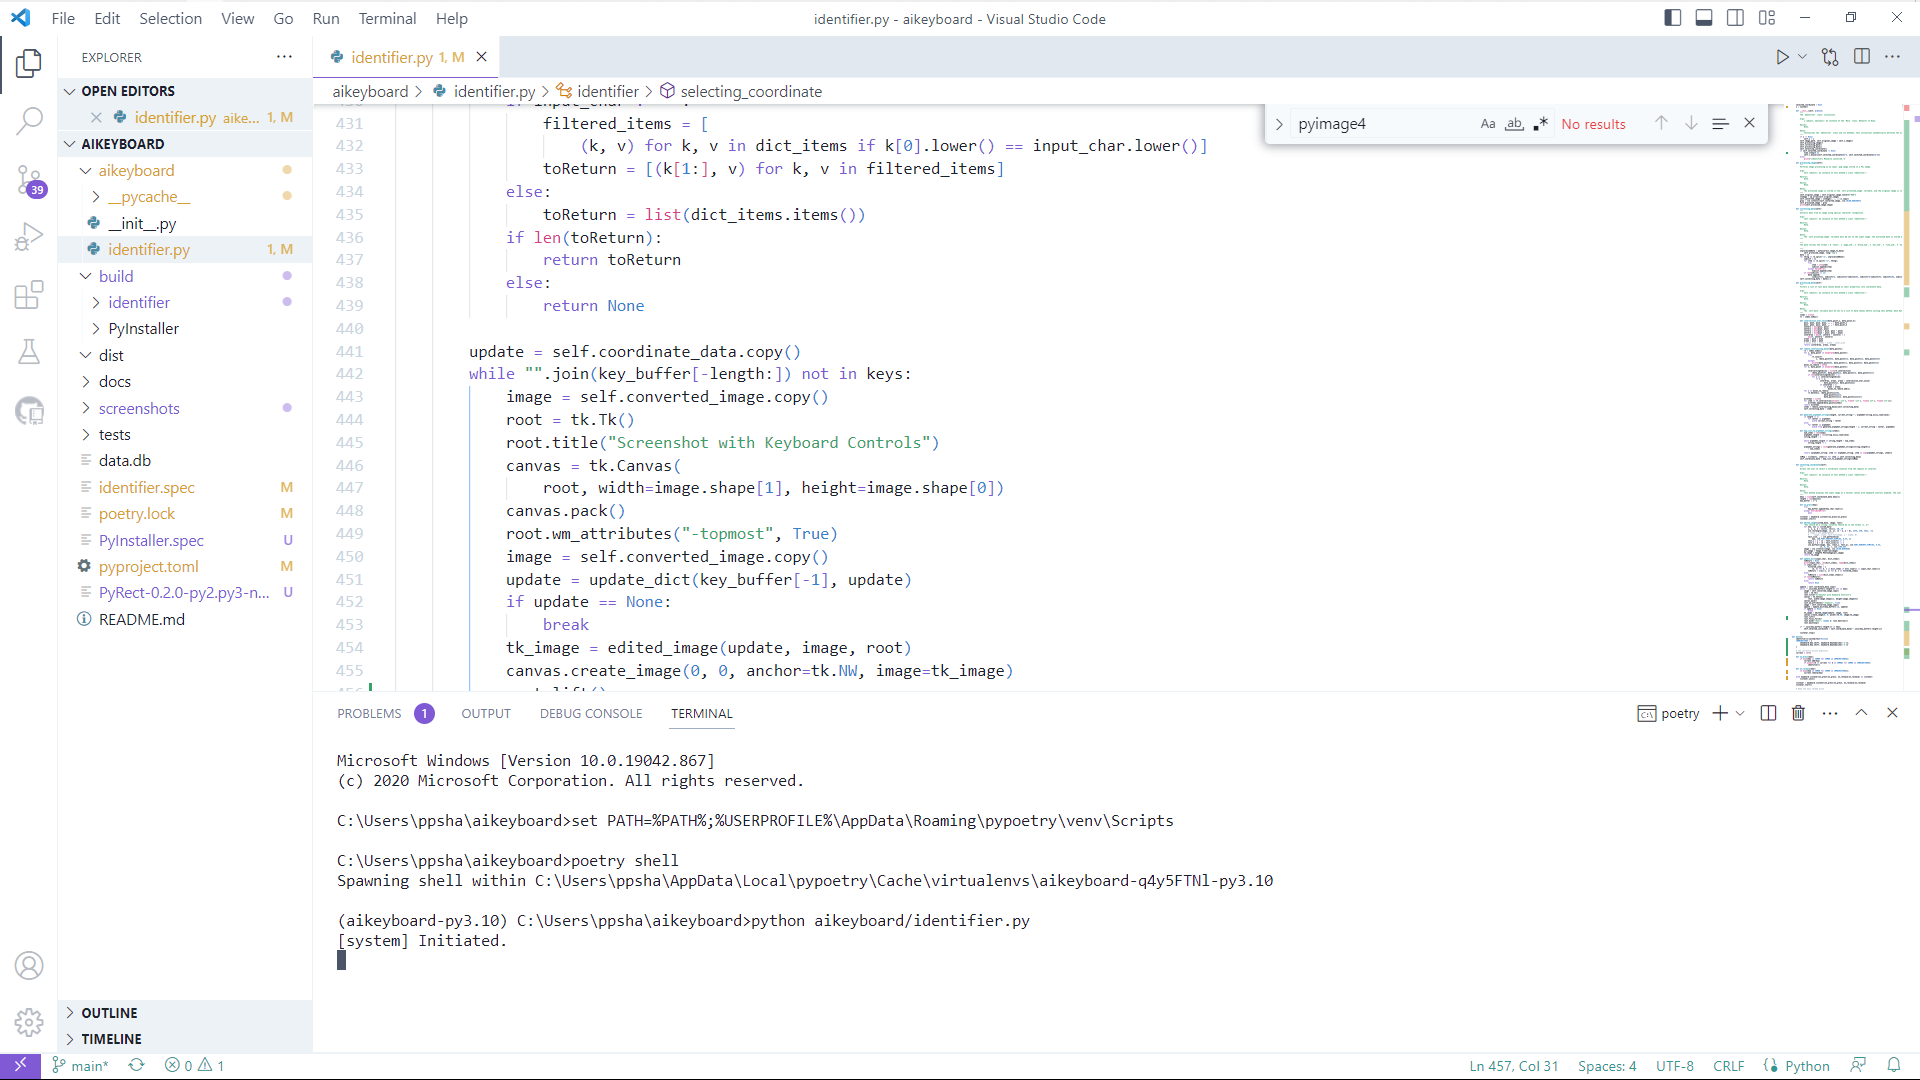 File Edit Selection View Go Run Terminal Help
identifier.py - aikeyboard - Visual Studio Code
EXPLORER
OPEN EDITORS
identifier.py aike... 1, M
AIKEYBOARD
aikeyboard
__pycache__
__init__.py
identifier.py 1, M
build
identifier
PyInstaller
dist
docs
screenshots
tests
data.db
identifier.spec M
poetry.lock M
PyInstaller.spec U
pyproject.toml M
PyRect-0.2.0-py2.py3-n... U
README.md
OUTLINE
TIMELINE
39
identifier.py 1, M
aikeyboard > identifier.py > identifier > selecting_coordinate
pyimage4 Aa ab No results
431 filtered_items = [
432 (k, v) for k, v in dict_items if k[0].lower() == input_char.lower()]
433 toReturn = [(k[1:], v) for k, v in filtered_items]
434 else:
435 toReturn = list(dict_items.items())
436 if len(toReturn):
437 return toReturn
438 else:
439 return None
440
441 update = self.coordinate_data.copy()
442 while "".join(key_buffer[-length:]) not in keys:
443 image = self.converted_image.copy()
444 root = tk.Tk()
445 root.title("Screenshot with Keyboard Controls")
446 canvas = tk.Canvas(
447 root, width=image.shape[1], height=image.shape[0])
448 canvas.pack()
449 root.wm_attributes("-topmost", True)
450 image = self.converted_image.copy()
451 update = update_dict(key_buffer[-1], update)
452 if update == None:
453 break
454 tk_image = edited_image(update, image, root)
455 canvas.create_image(0, 0, anchor=tk.NW, image=tk_image)
PROBLEMS 1 OUTPUT DEBUG CONSOLE TERMINAL
poetry
Microsoft Windows [Version 10.0.19042.867]
(c) 2020 Microsoft Corporation. All rights reserved.
C:\Users\ppsha\aikeyboard>set PATH=%PATH%;%USERPROFILE%\AppData\Roaming\pypoetry\venv\Scripts
C:\Users\ppsha\aikeyboard>poetry shell
Spawning shell within C:\Users\ppsha\AppData\Local\pypoetry\Cache\virtualenvs\aikeyboard-q4y5FTNl-py3.10
(aikeyboard-py3.10) C:\Users\ppsha\aikeyboard>python aikeyboard/identifier.py
[system] Initiated.
main* 0 1
Ln 457, Col 31 Spaces: 4 UTF-8 CRLF Python